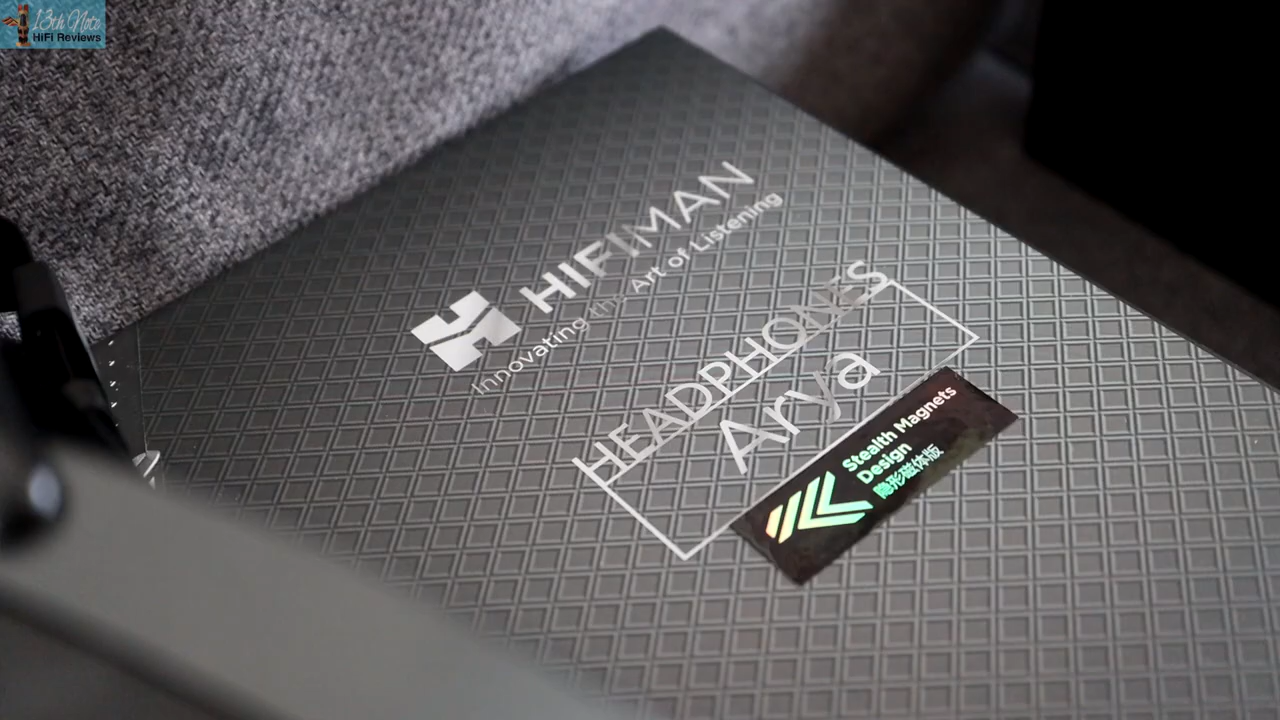 13th Note
HiFi Reviews
HIFIMAN
Innovating the Art of Listening
HEADPHONES
Arya
Stealth Magnets
Design
隐形磁体版